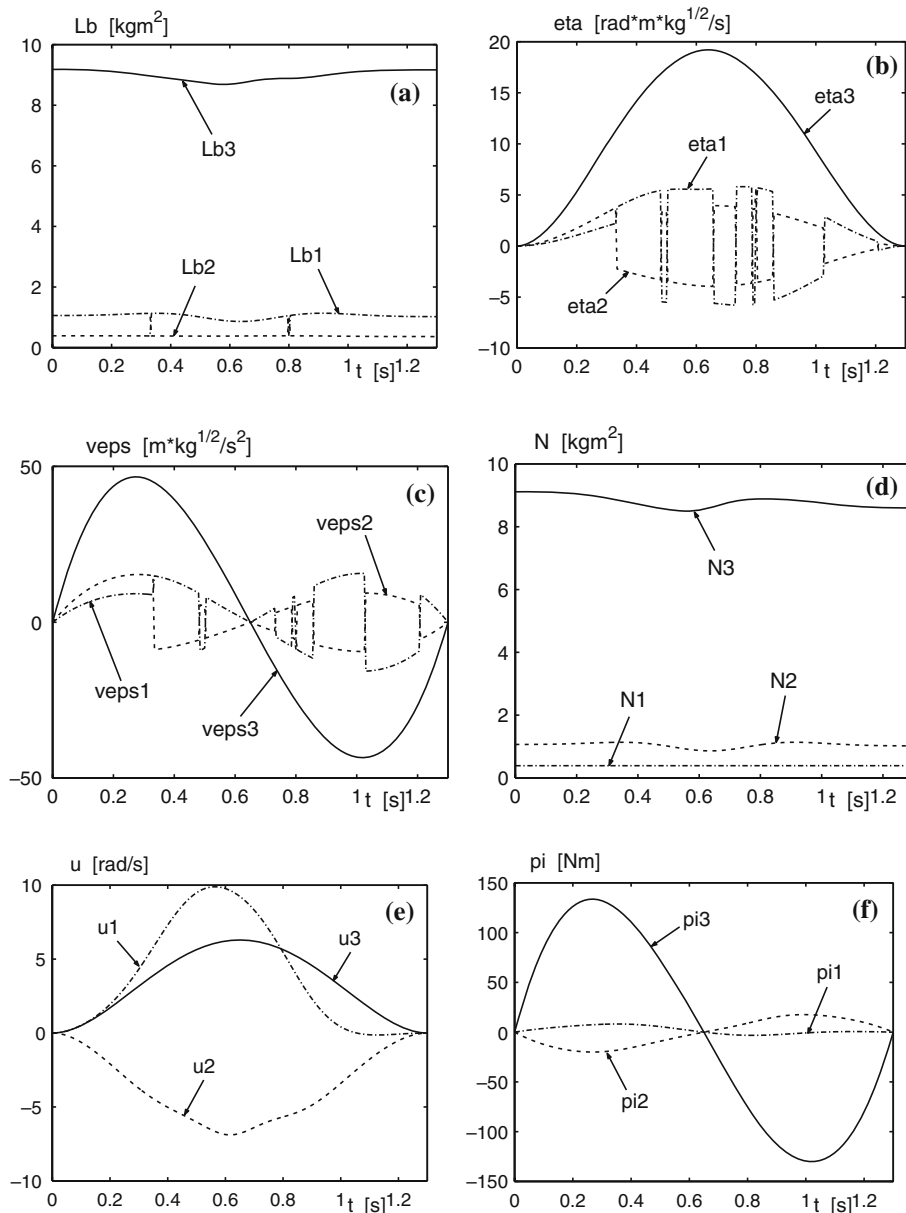 Lb [kgm²]
10
8
6
4
2
0
(a)
Lb3
Lb2
Lb1
0 0.2 0.4 0.6 0.8 1 t [s] 1.2
eta [rad*m*kg^1/2/s]
20
15
10
5
0
−5
−10
(b)
eta3
eta1
eta2
0 0.2 0.4 0.6 0.8 1 t [s] 1.2
veps [m*kg^1/2/s²]
50
0
−50
(c)
veps2
veps1
veps3
0 0.2 0.4 0.6 0.8 1 t [s] 1.2
N [kgm²]
10
8
6
4
2
0
(d)
N3
N1
N2
0 0.2 0.4 0.6 0.8 1 t [s] 1.2
u [rad/s]
10
5
0
−5
−10
(e)
u1
u3
u2
0 0.2 0.4 0.6 0.8 1 t [s] 1.2
pi [Nm]
150
100
50
0
−50
−100
−150
(f)
pi3
pi1
pi2
0 0.2 0.4 0.6 0.8 1 t [s] 1.2